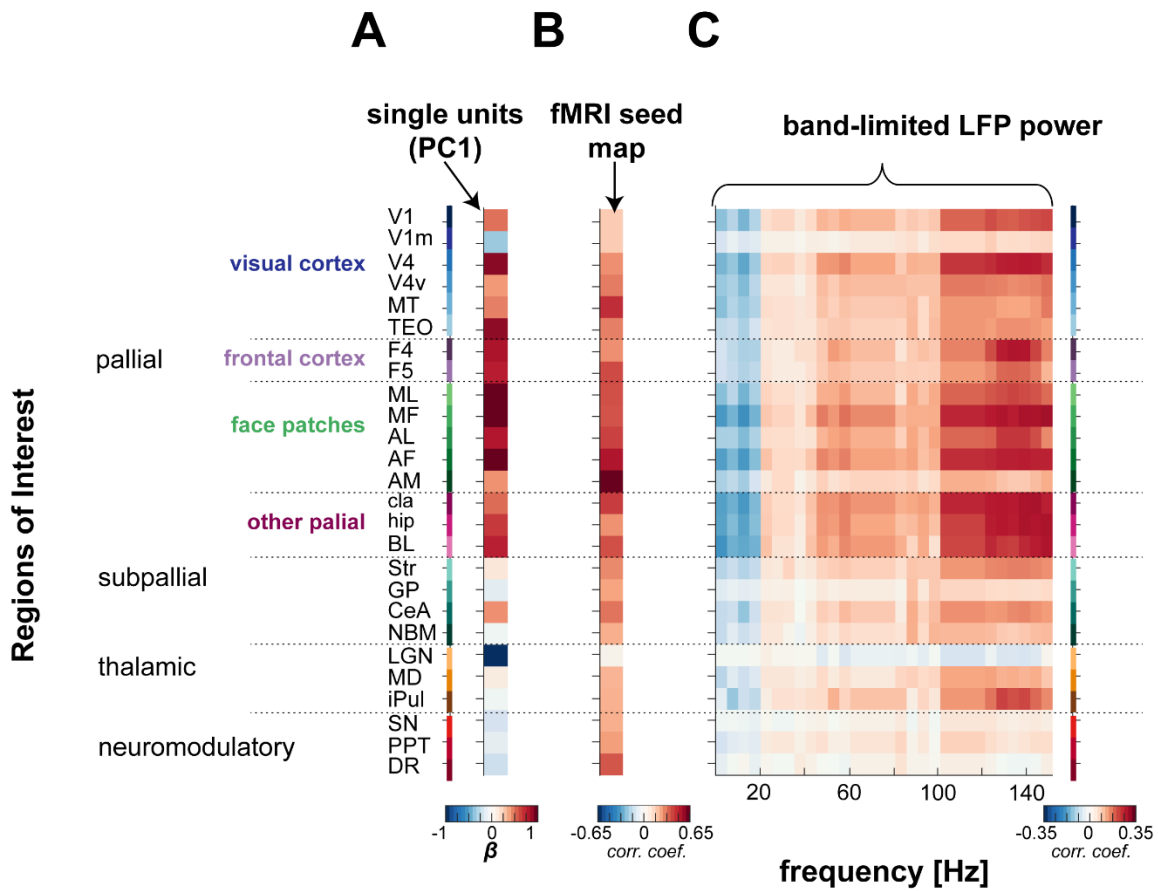 A
B
C
single units
(PC1)
fMRI seed
map
band-limited LFP power
Regions of Interest
pallial
visual cortex
frontal cortex
face patches
other palial
subpallial
thalamic
neuromodulatory
V1
V1m
V4
V4v
MT
TEO
F4
F5
ML
MF
AL
AF
AM
cla
hip
BL
Str
GP
CeA
NBM
LGN
MD
iPul
SN
PPT
DR
20
60
100
140
-1 0 1
β
-0.65 0 0.65
corr. coef.
-0.35 0 0.35
corr. coef.
frequency [Hz]